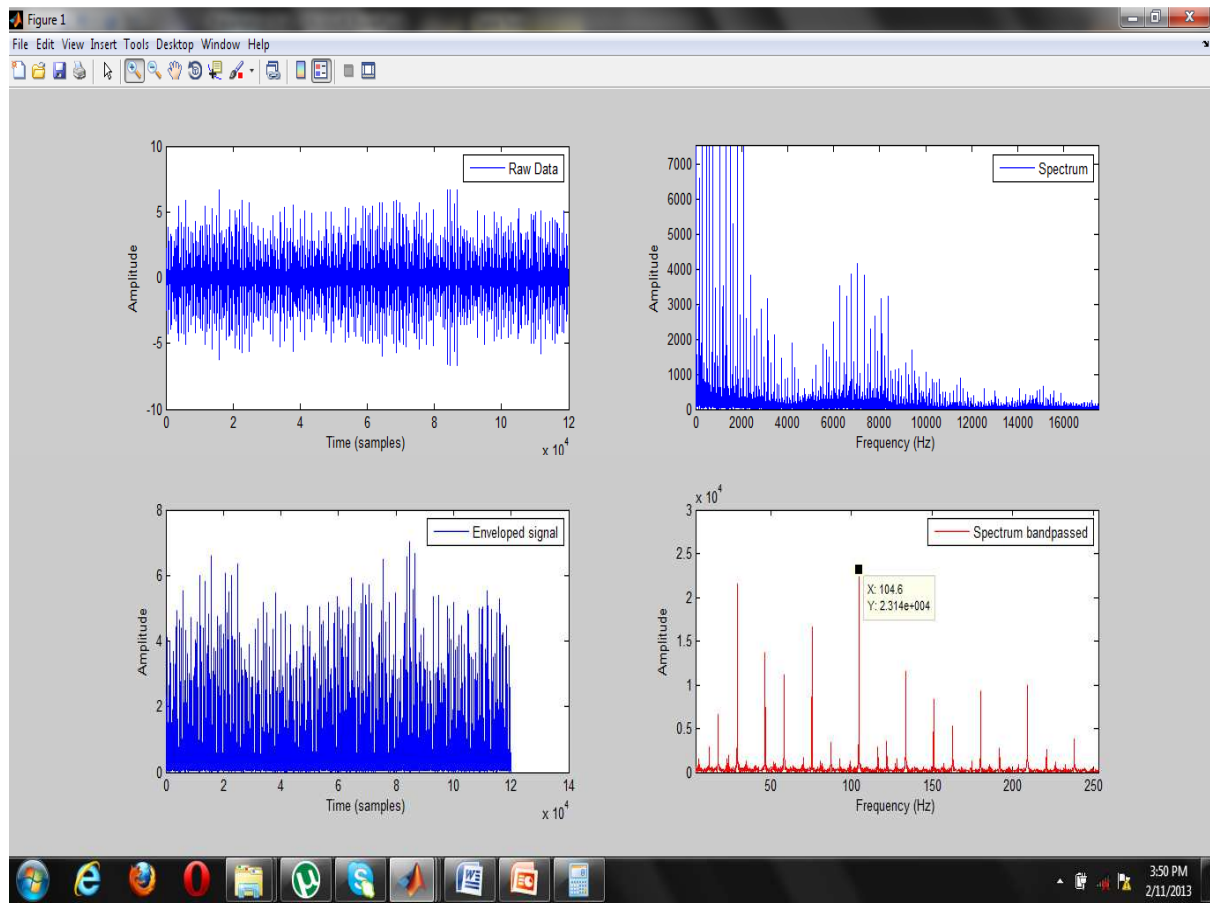 Figure 1
File Edit View Insert Tools Desktop Window Help
10
5
0
-5
-10
Amplitude
Raw Data
0 2 4 6 8 10 12
Time (samples)
x 10^4
7000
6000
5000
4000
3000
2000
1000
0
Amplitude
Spectrum
0 2000 4000 6000 8000 10000 12000 14000 16000
Frequency (Hz)
8
6
4
2
0
Amplitude
Enveloped signal
0 2 4 6 8 10 12 14
Time (samples)
x 10^4
x 10^4
3
2.5
2
1.5
1
0.5
0
Amplitude
Spectrum bandpassed
X: 104.6
Y: 2.314e+004
50 100 150 200 250
Frequency (Hz)
3:50 PM
2/11/2013